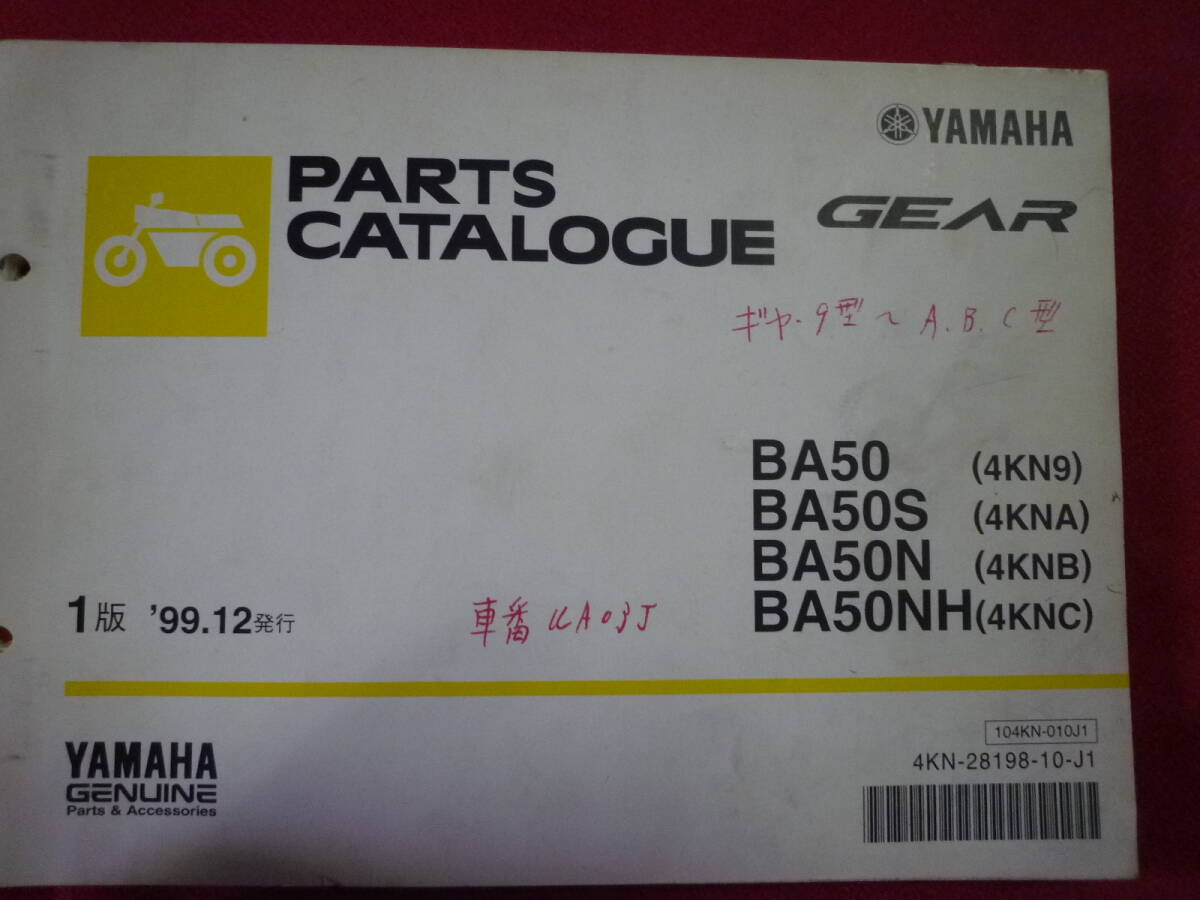 YAMAHA
PARTS
CATALOGUE
GEAR
ギヤ・9型〜A.B.C型
BA50 (4KN9)
BA50S (4KNA)
BA50N (4KNB)
BA50NH(4KNC)
1版 '99.12発行
車番 UA03J
YAMAHA
GENUINE
Parts & Accessories
104KN-010J1
4KN-28198-10-J1